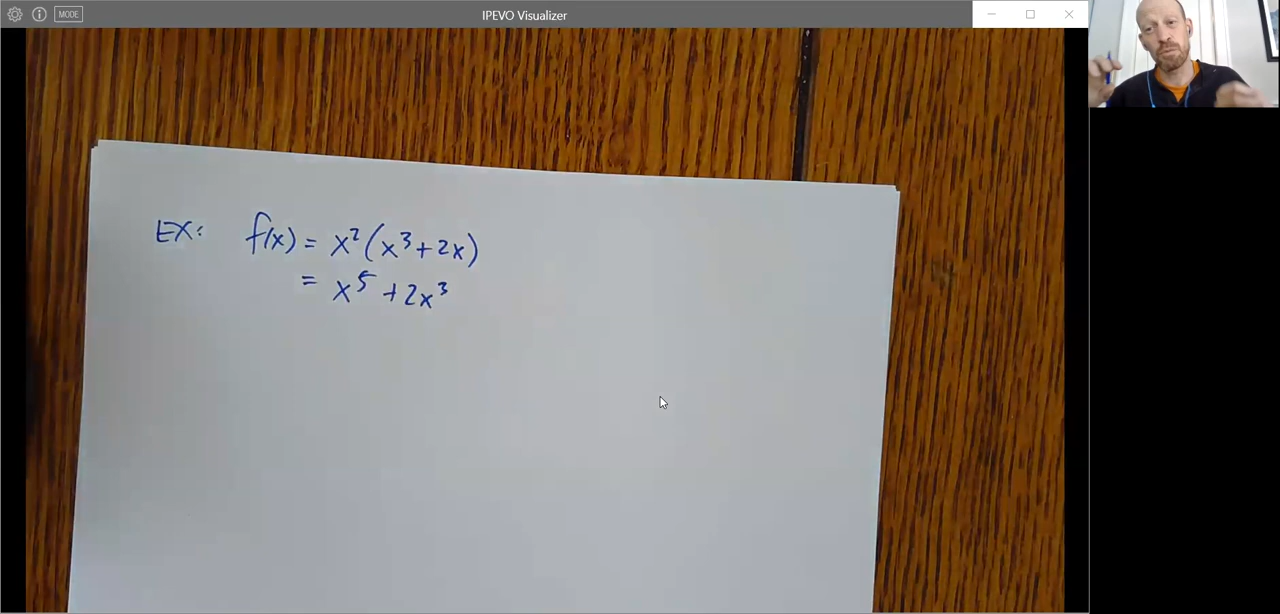 MODE
IPEVO Visualizer
EX: f(x) = x²(x³+2x)
= x⁵ +2x³